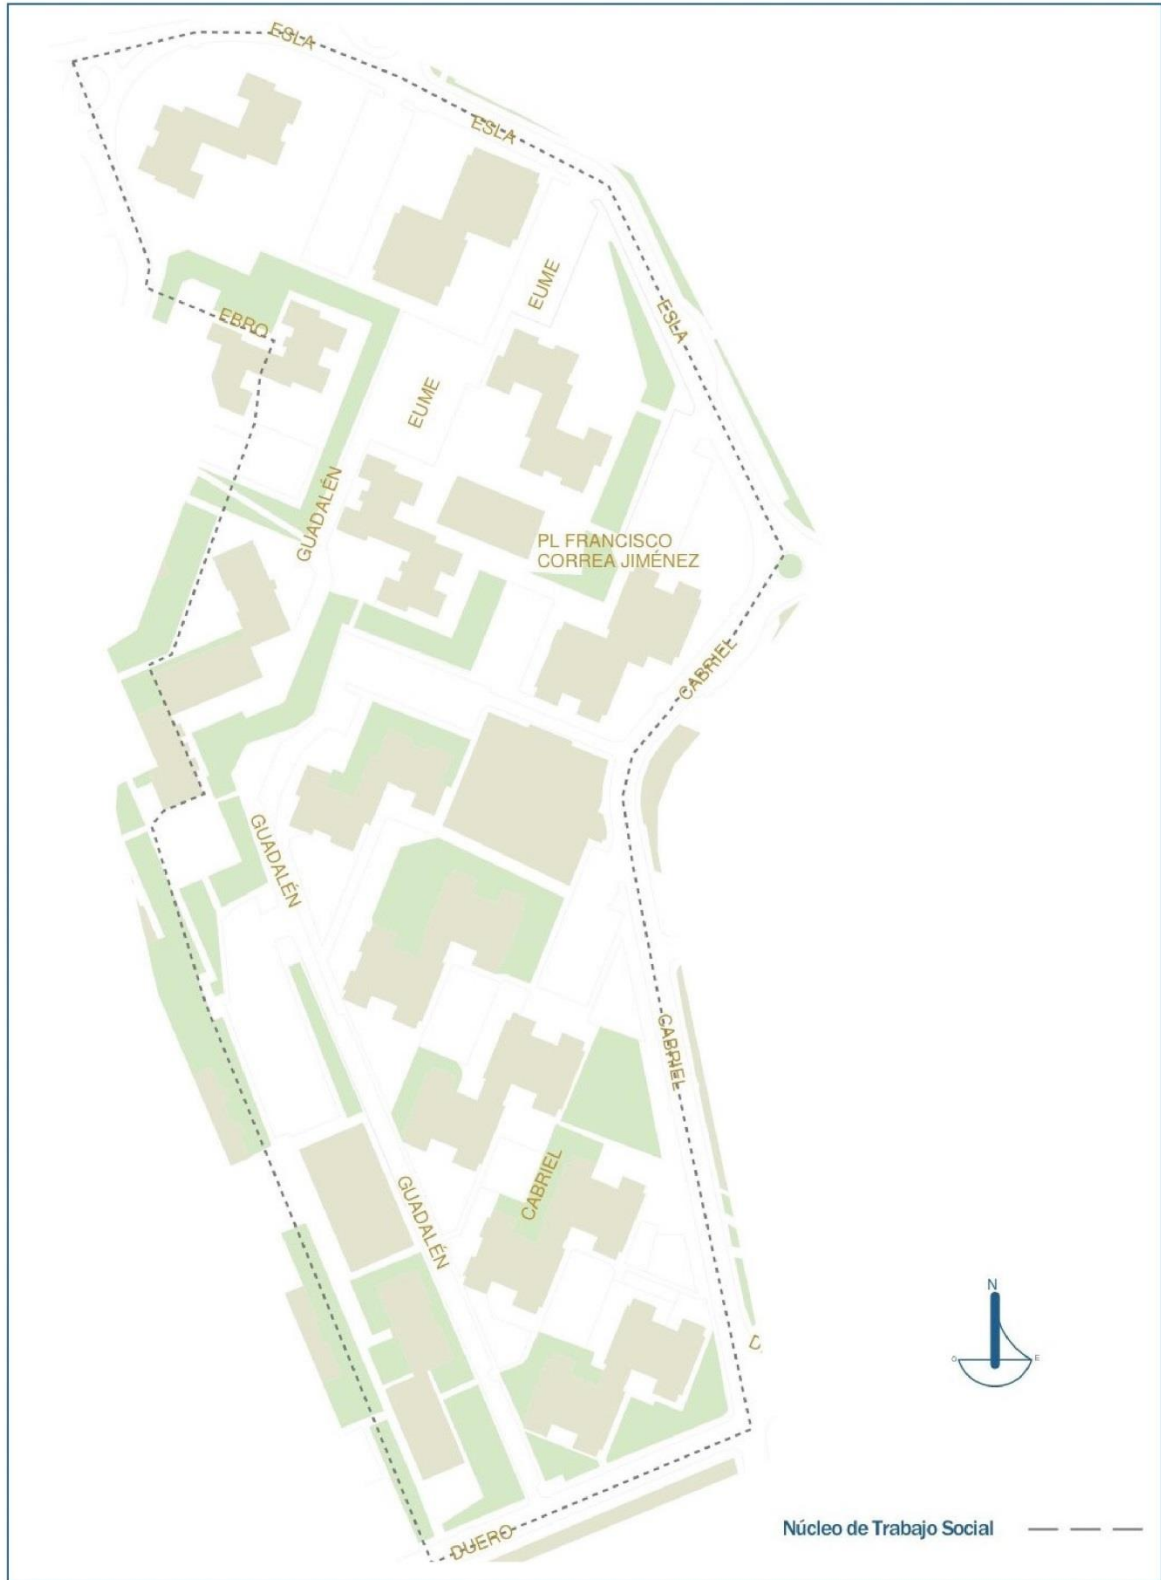 ESLA
ESLA
EUME
ESLA
EBRO
EUME
GUADALÉN
PL FRANCISCO
CORREA JIMÉNEZ
CABRIEL
GUADALÉN
CABRIEL
CABRIEL
GUADALÉN
N
O E
D
DUERO
Núcleo de Trabajo Social